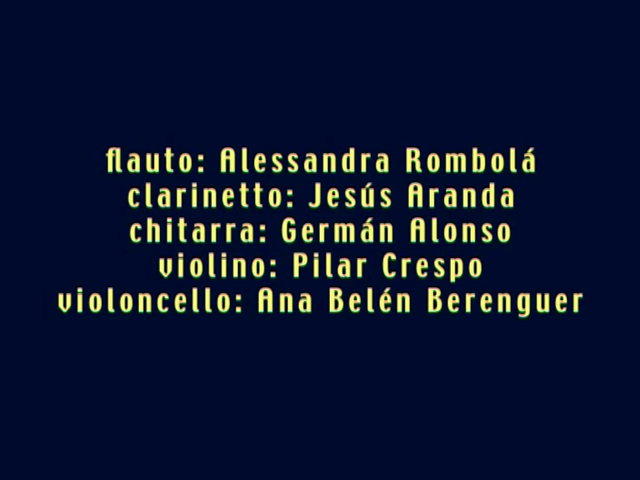 flauto: Alessandra Rombolá
clarinetto: Jesús Aranda
chitarra: Germán Alonso
violino: Pilar Crespo
violoncello: Ana Belén Berenguer